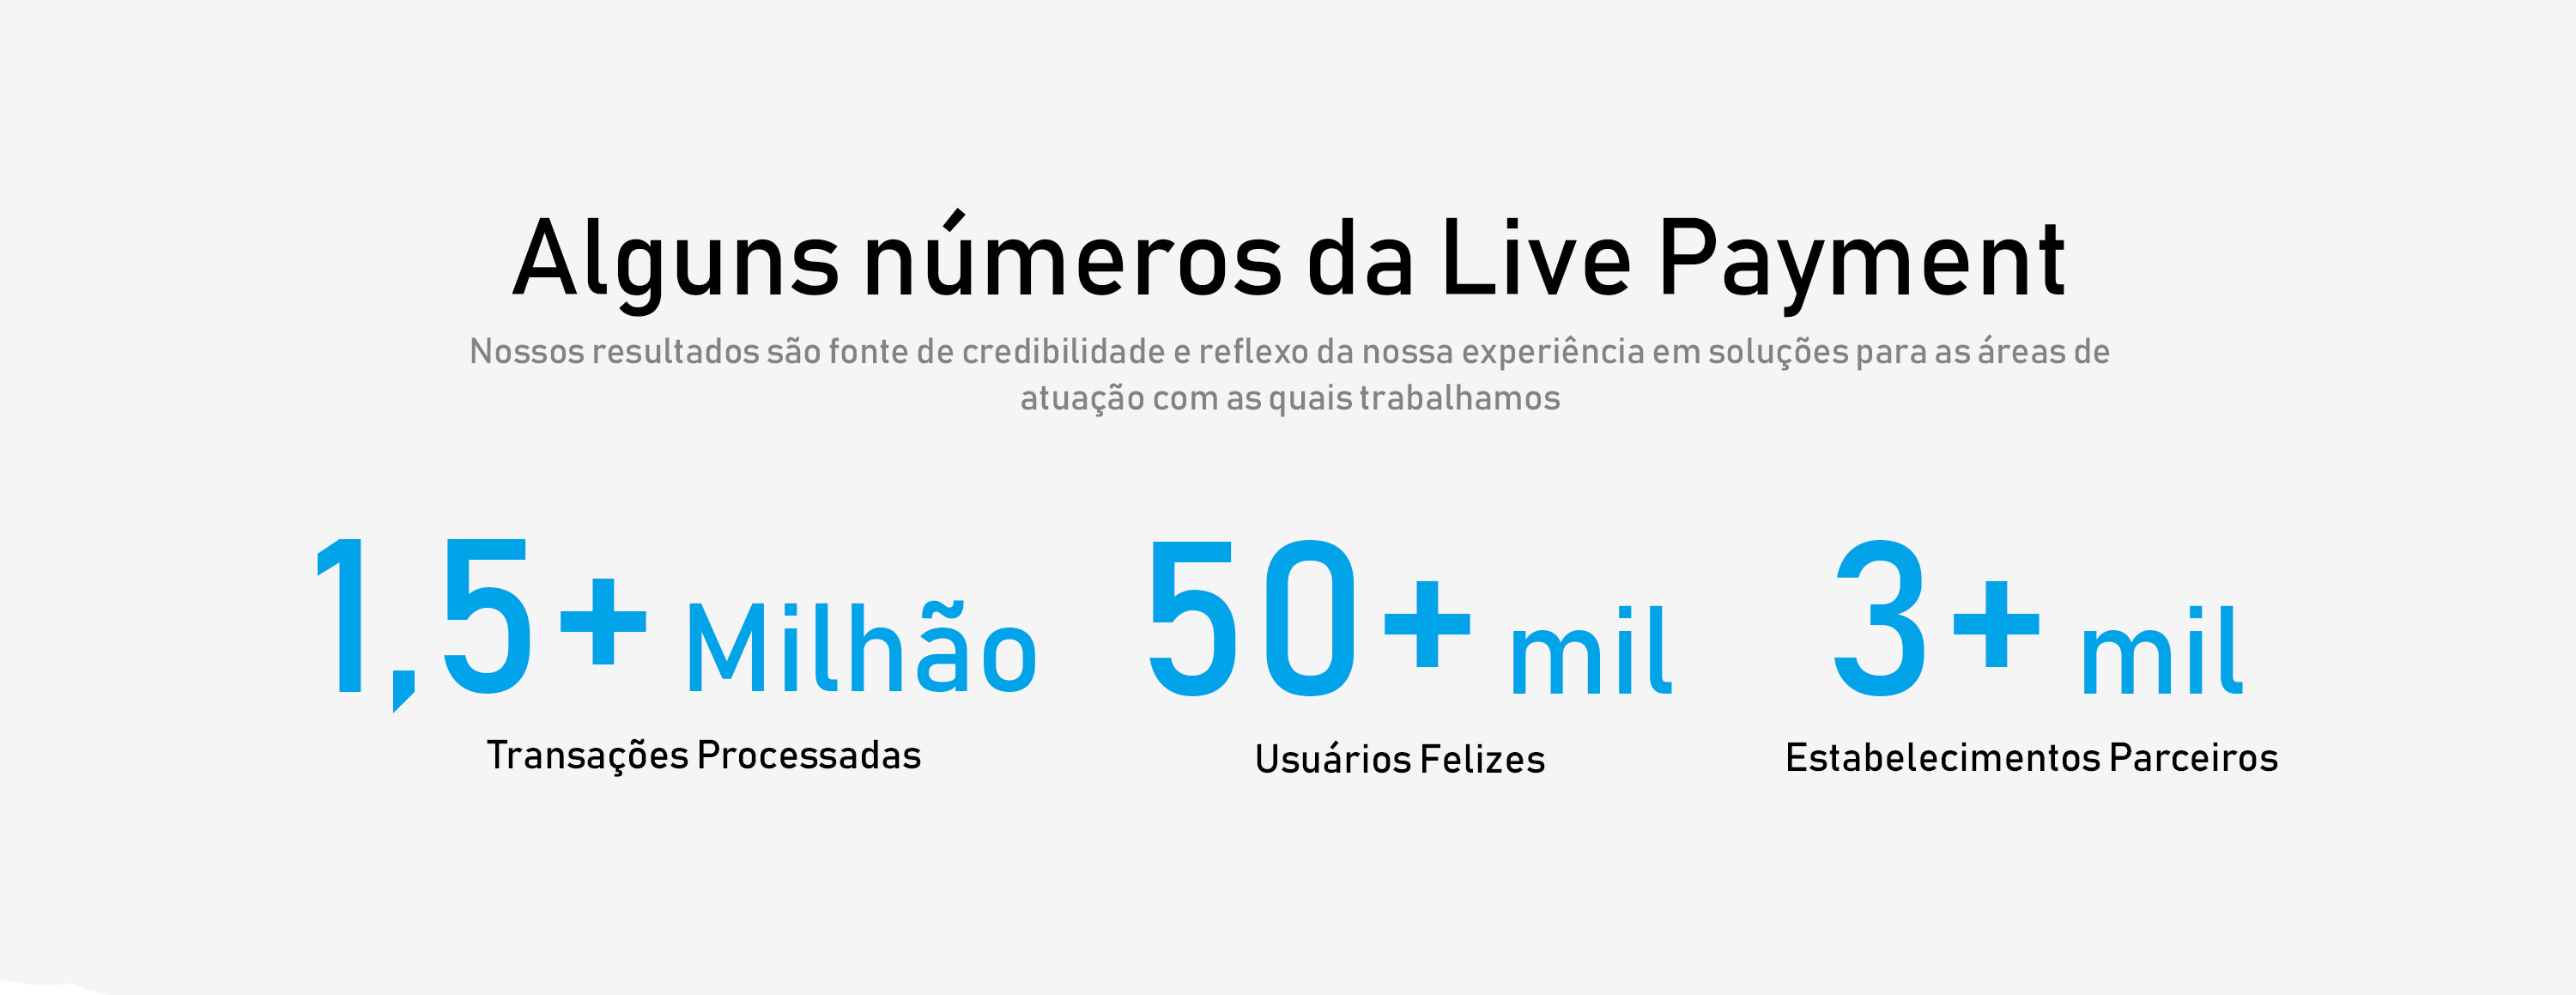 Alguns números da Live Payment
Nossos resultados são fonte de credibilidade e reflexo da nossa experiência em soluções para as áreas de
atuação com as quais trabalhamos
1,5+ Milhão
Transações Processadas
50+ mil
Usuários Felizes
3+ mil
Estabelecimentos Parceiros